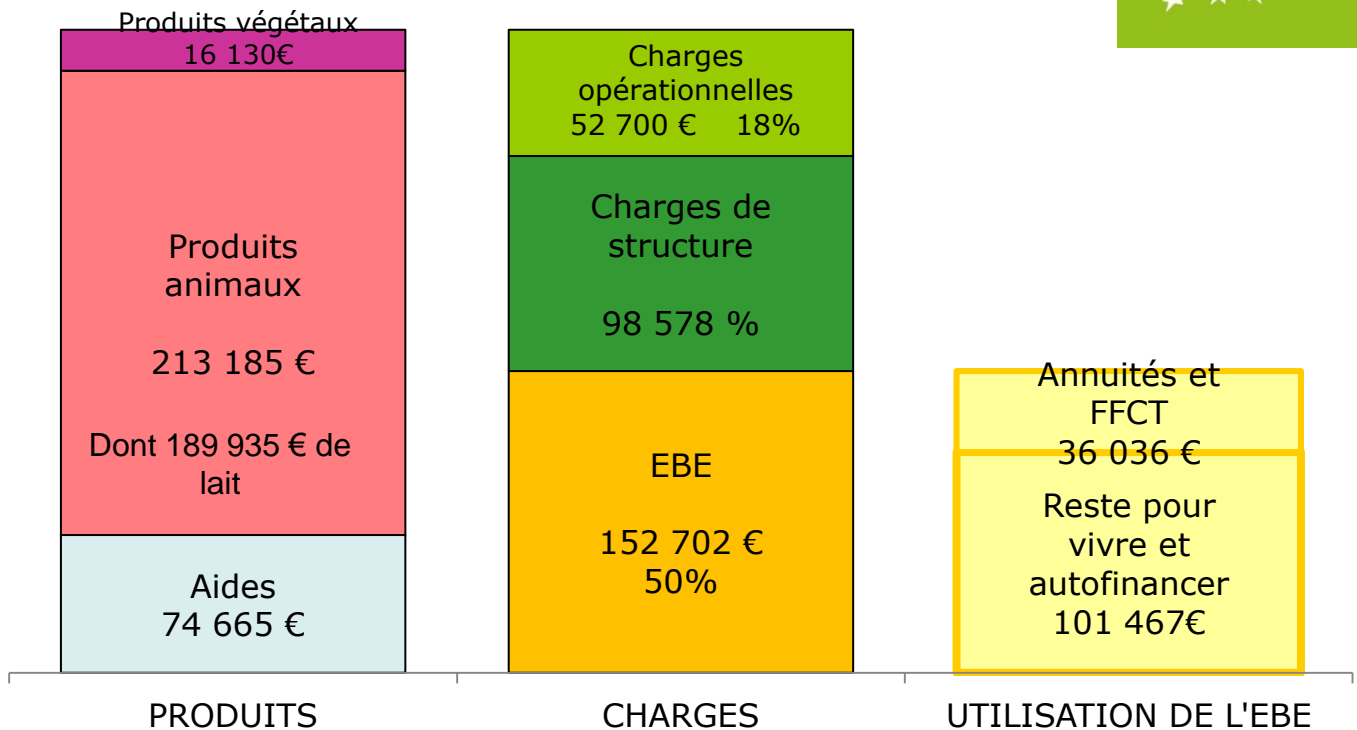 Produits végétaux
16 130€
Produits
animaux
213 185 €
Dont 189 935 € de
lait
Aides
74 665 €
Charges
opérationnelles
52 700 € 18%
Charges de
structure
98 578 %
EBE
152 702 €
50%
Annuités et
FFCT
36 036 €
Reste pour
vivre et
autofinancer
101 467€
PRODUITS
CHARGES
UTILISATION DE L'EBE